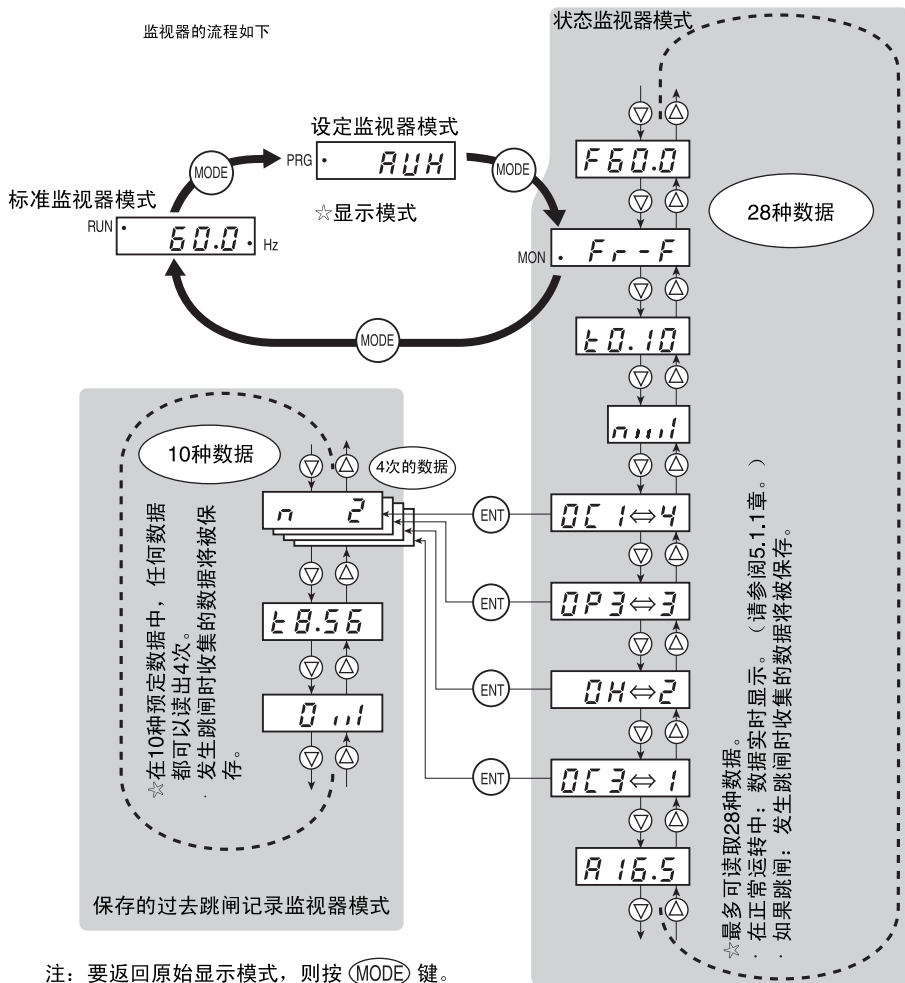 监视器的流程如下
状态监视器模式
设定监视器模式
MODE
PRG
AUH
MODE
☆显示模式
标准监视器模式
RUN
60.0
Hz
MODE
F60.0
28种数据
MON
Fr-F
t0.10
OC1⇔4
OP3⇔3
OH⇔2
OC3⇔1
A16.5
ENT
ENT
ENT
ENT
☆最多可读取28种数据。
· 在正常运转中：数据实时显示。（请参阅5.1.1章。）
· 如果跳闸：发生跳闸时收集的数据将被保存。
10种数据
4次的数据
n 2
t8.56
☆在10种预定数据中，任何数据
都可以读出4次。
· 发生跳闸时收集的数据将被保
存。
保存的过去跳闸记录监视器模式
注：要返回原始显示模式，则按 MODE 键。